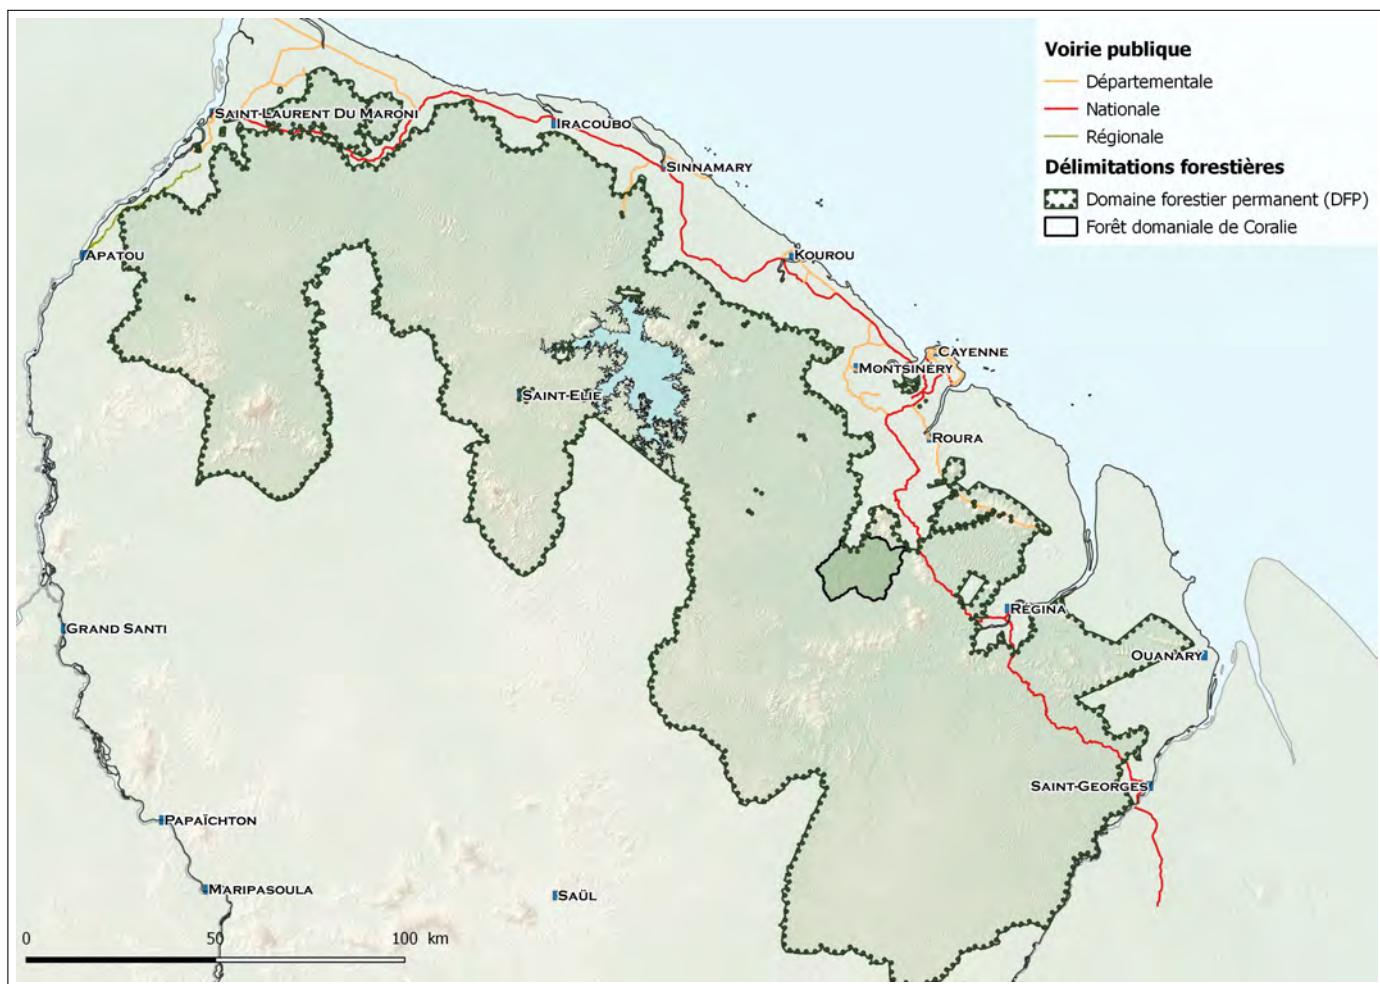 Voirie publique
Départementale
Nationale
Régionale
Délimitations forestières
Domaine forestier permanent (DFP)
Forêt domaniale de Coralie
Saint-Laurent Du Maroni
Iracoubo
Sinnamary
Apatou
Kourou
Cayenne
Montsinéry
Saint-Elie
Roura
Régina
Grand Santi
Ouanary
Saint-Georges
Papaïchton
Maripasoula
Saül
0 50 100 km